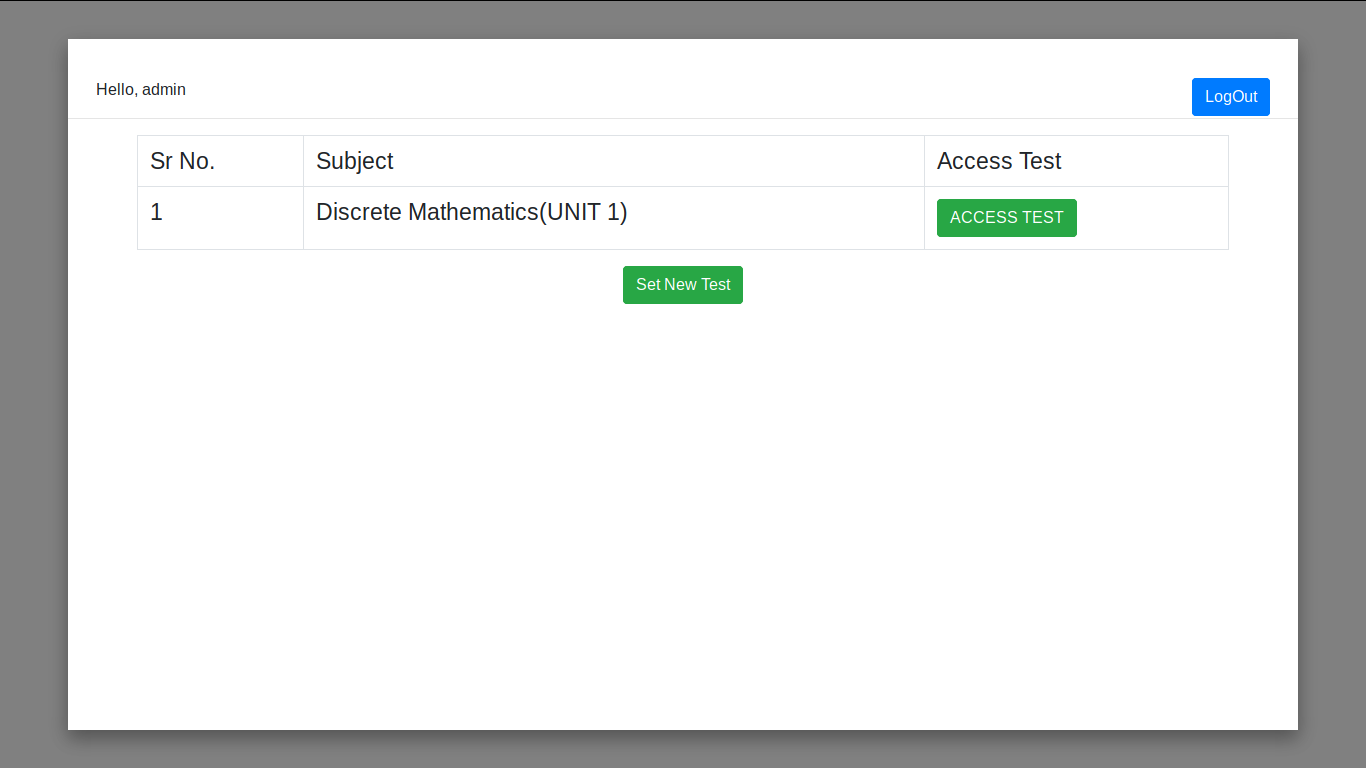 Hello, admin
LogOut
Sr No. Subject Access Test
1 Discrete Mathematics(UNIT 1) ACCESS TEST
Set New Test